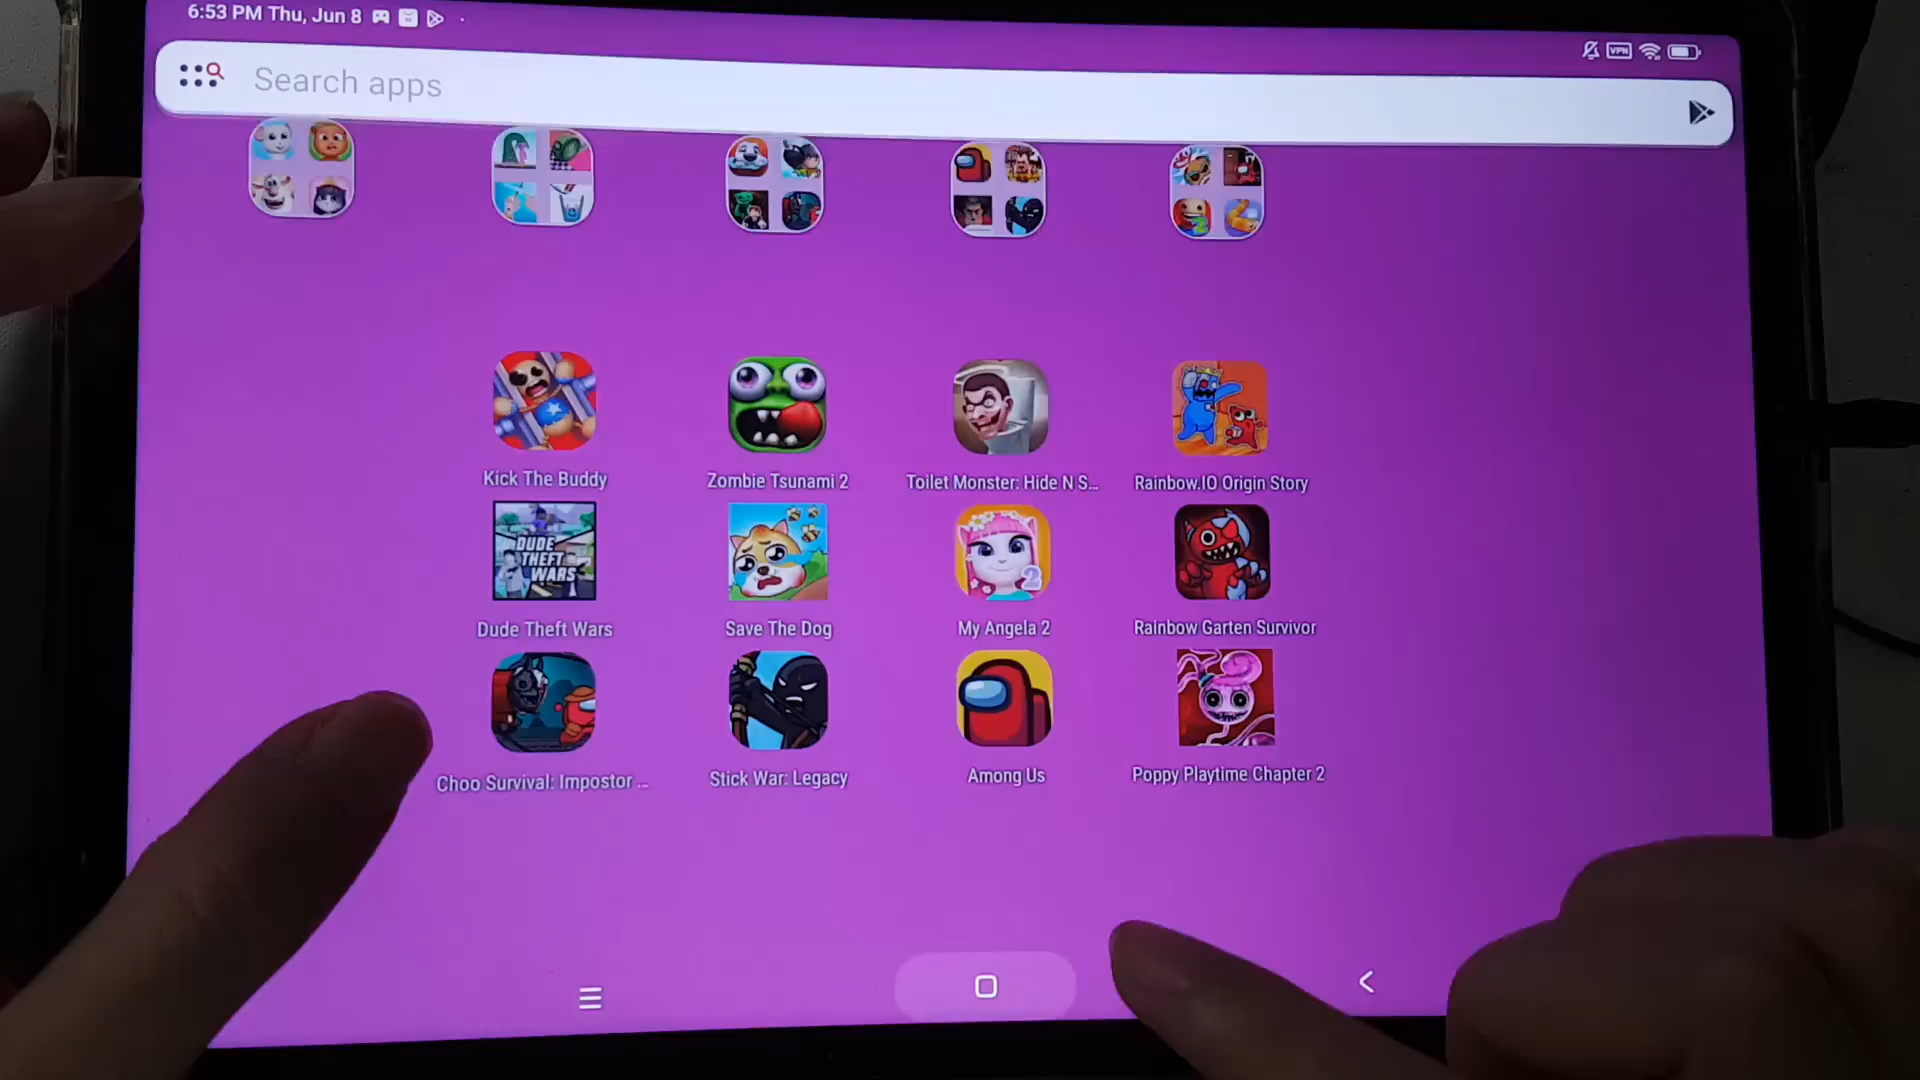 6:53 PM Thu, Jun 8
VPN
Search apps
Kick The Buddy
Zombie Tsunami 2
Toilet Monster: Hide N S...
Rainbow.IO Origin Story
DUDE
THEFT
WARS
2
Dude Theft Wars
Save The Dog
My Angela 2
Rainbow Garten Survivor
Choo Survival: Impostor ...
Stick War: Legacy
Among Us
Poppy Playtime Chapter 2